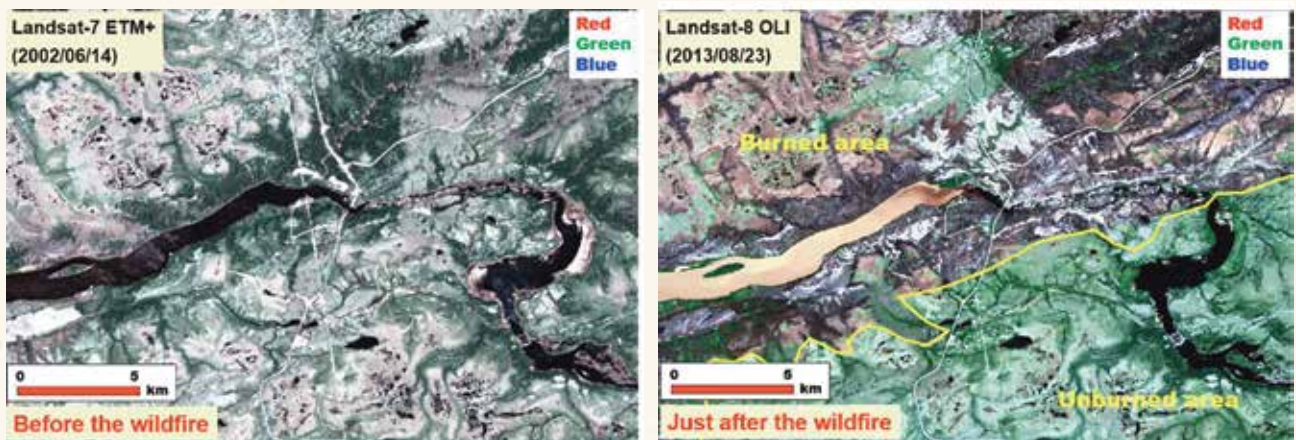 Landsat-7 ETM+
(2002/06/14)
Red
Green
Blue
0 5
km
Before the wildfire
Landsat-8 OLI
(2013/08/23)
Red
Green
Blue
Burned area
Unburned area
0 5
km
Just after the wildfire